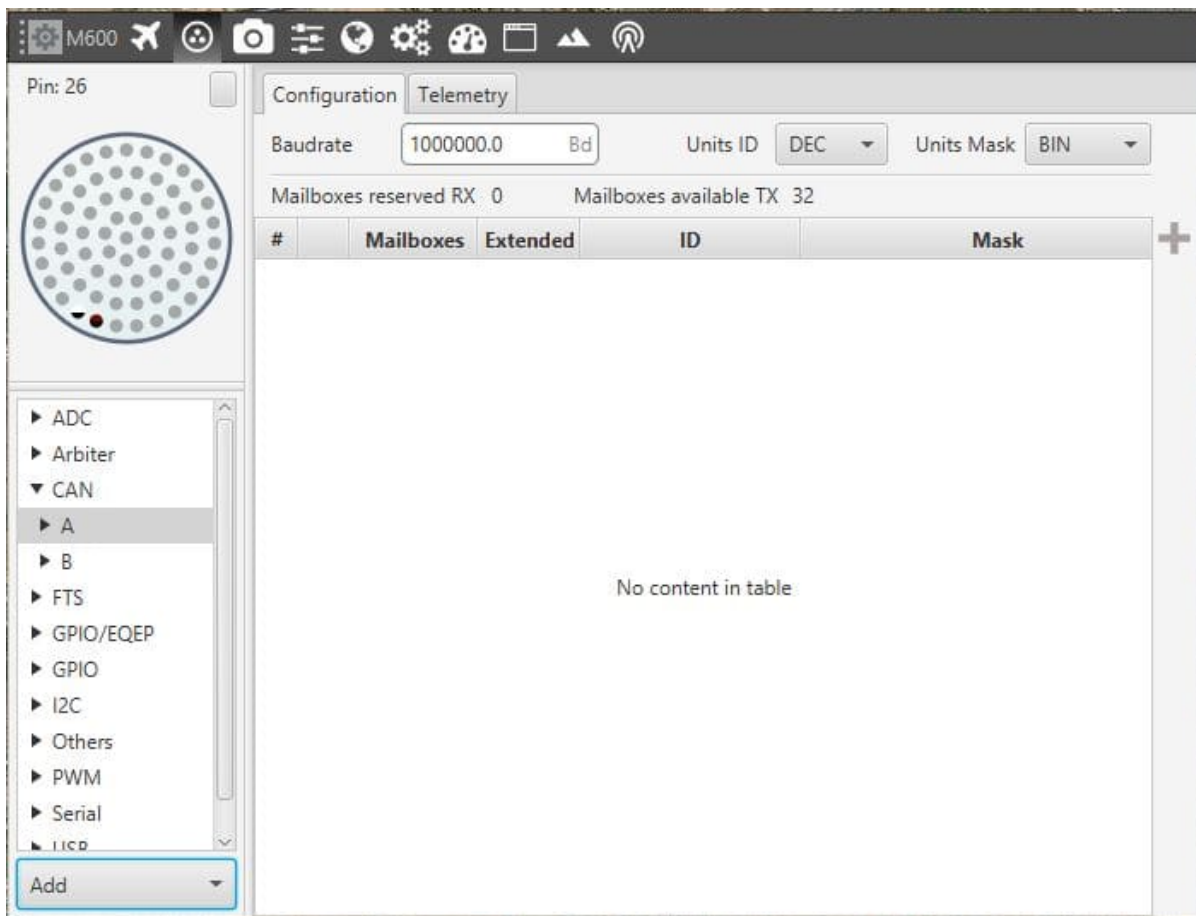 M600
Pin: 26
Configuration Telemetry
Baudrate 1000000.0 Bd Units ID DEC Units Mask BIN
Mailboxes reserved RX 0 Mailboxes available TX 32
# Mailboxes Extended ID Mask
No content in table
ADC
Arbiter
CAN
A
B
FTS
GPIO/EQEP
GPIO
I2C
Others
PWM
Serial
USB
Add